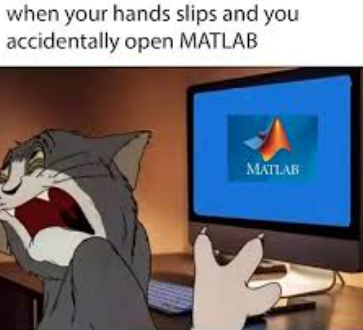 when your hands slips and you
accidentally open MATLAB
MATLAB